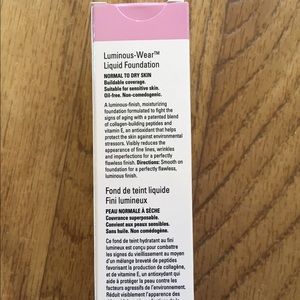 Luminous-Wear™
Liquid Foundation
NORMAL TO DRY SKIN
Buildable coverage.
Suitable for sensitive skin.
Oil-free. Non-comedogenic.
A luminous-finish, moisturizing
foundation formulated to fight the
signs of aging with a patented blend
of collagen-building peptides and
vitamin E, an antioxidant that helps
protect the skin against environmental
stressors. Visibly reduces the
appearance of fine lines, wrinkles
and imperfections for a perfectly
flawless finish. Directions: Smooth on
foundation for a perfectly flawless,
luminous finish.
Fond de teint liquide
Fini lumineux
PEAU NORMALE À SÈCHE
Couvrance superposable.
Convient aux peaux sensibles.
Sans huile. Non comédogène.
Ce fond de teint hydratant au fini
lumineux est conçu pour combattre
les signes du vieillissement au moyen
d'un mélange breveté de peptides
favorisant la production de collagène,
et de vitamine E, un antioxydant qui
aide à protéger la peau contre les
facteurs agressifs de l'environnement.
Réduit visiblement l'apparence des